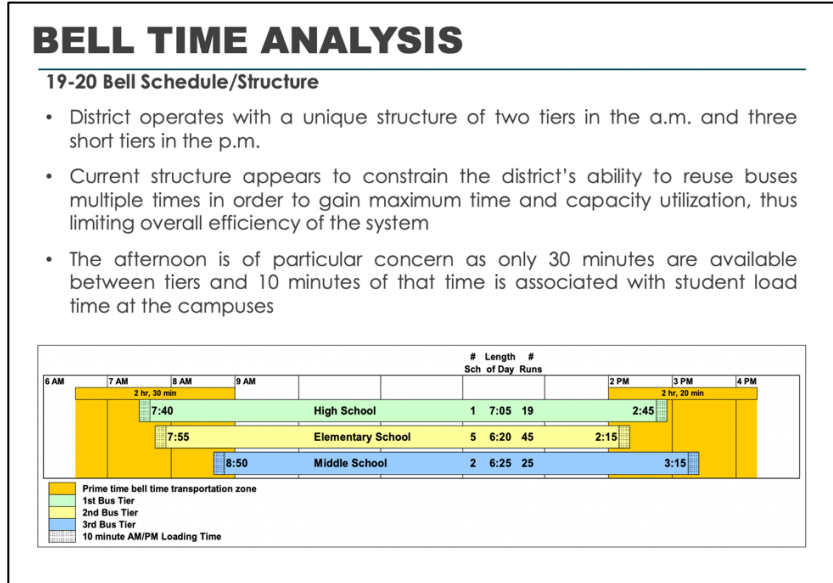 BELL TIME ANALYSIS
19-20 Bell Schedule/Structure
• District operates with a unique structure of two tiers in the a.m. and three
short tiers in the p.m.
• Current structure appears to constrain the district's ability to reuse buses
multiple times in order to gain maximum time and capacity utilization, thus
limiting overall efficiency of the system
• The afternoon is of particular concern as only 30 minutes are available
between tiers and 10 minutes of that time is associated with student load
time at the campuses
# Length #
Sch of Day Runs
6 AM 7 AM 8 AM 9 AM 2 PM 3 PM 4 PM
2 hr, 30 min 2 hr, 20 min
7:40 High School 1 7:05 19 2:45
7:55 Elementary School 5 6:20 45 2:15
8:50 Middle School 2 6:25 25 3:15
Prime time bell time transportation zone
1st Bus Tier
2nd Bus Tier
3rd Bus Tier
10 minute AM/PM Loading Time